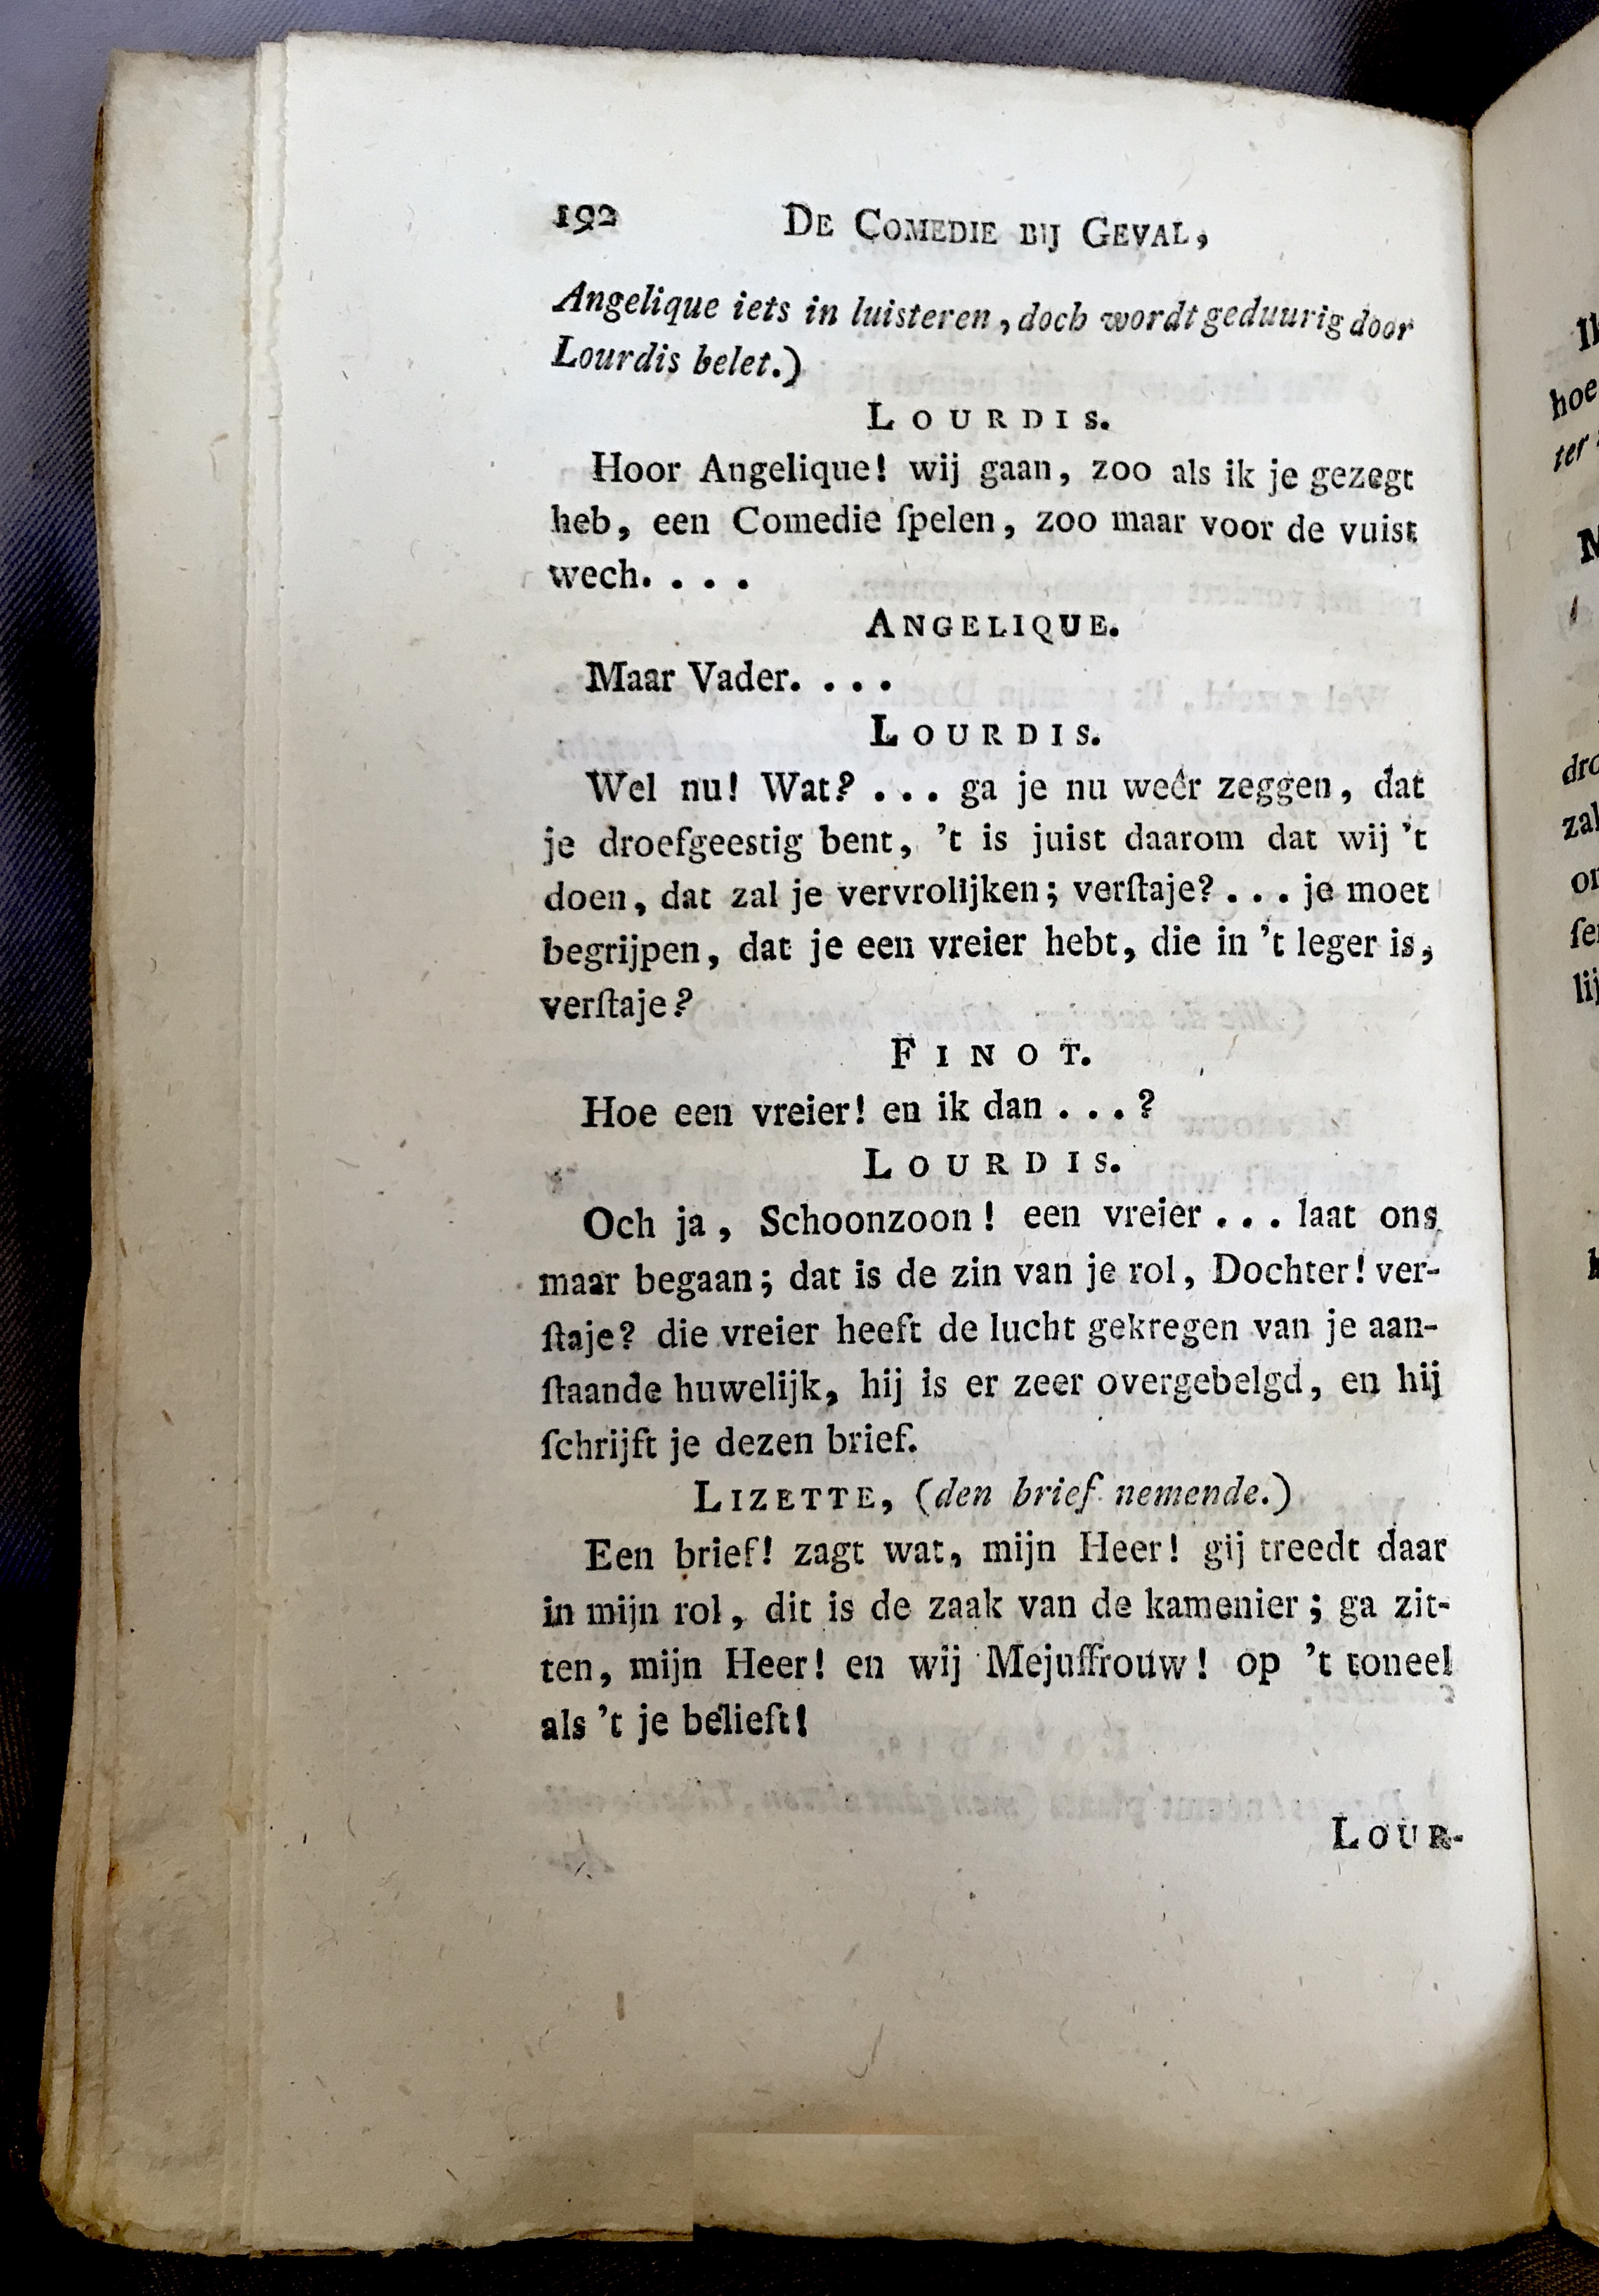 192 DE COMEDIE BIJ GEVAL,
Angelique iets in luisteren, doch wordt geduurig door
Lourdis belet.)
LOURDIS.
Hoor Angelique! wij gaan, zoo als ik je gezegt
heb, een Comedie ſpelen, zoo maar voor de vuist
wech. . . .
ANGELIQUE.
Maar Vader. . . .
LOURDIS.
Wel nu! Wat? . . . ga je nu weêr zeggen, dat
je droefgeestig bent, 't is juist daarom dat wij 't
doen, dat zal je vervrolijken; verſtaje? . . . je moet
begrijpen, dat je een vreier hebt, die in 't leger is,
verſtaje?
FINOT.
Hoe een vreier! en ik dan . . . ?
LOURDIS.
Och ja, Schoonzoon! een vreier . . . laat ons
maar begaan; dat is de zin van je rol, Dochter! ver-
ſtaje? die vreier heeft de lucht gekregen van je aan-
ſtaande huwelijk, hij is er zeer overgebelgd, en hij
ſchrijft je dezen brief.
LIZETTE, (den brief nemende.)
Een brief! zagt wat, mijn Heer! gij treedt daar
in mijn rol, dit is de zaak van de kamenier; ga zit-
ten, mijn Heer! en wij Mejuffrouw! op 't toneel
als 't je belieft!
LOUR-
hoe
ter
dro
zal
lij